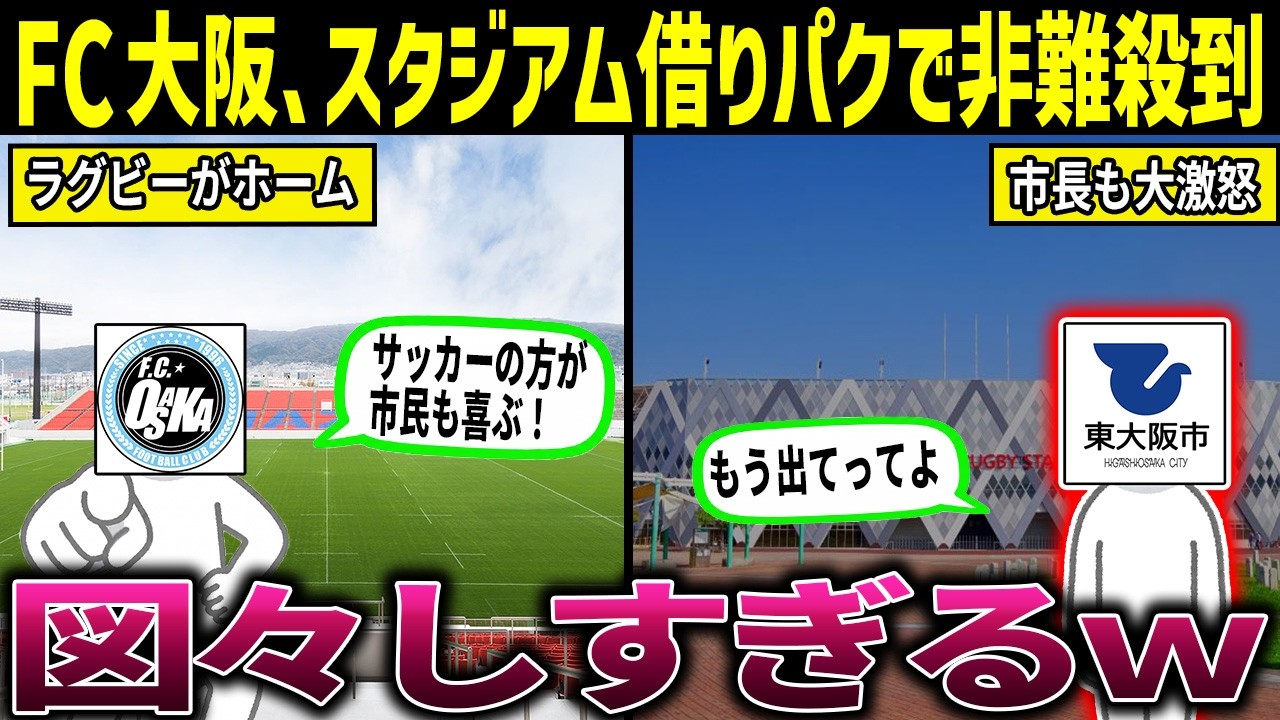 FC大阪、スタジアム借りパクで非難殺到
ラグビーがホーム
市長も大激怒
サッカーの方が
市民も喜ぶ！
SINCE 1996
F.C.
OSAKA
FOOTBALL CLUB
もう出てってよ
RUGBY STA
東大阪市
HIGASHIOSAKA CITY
図々しすぎるw